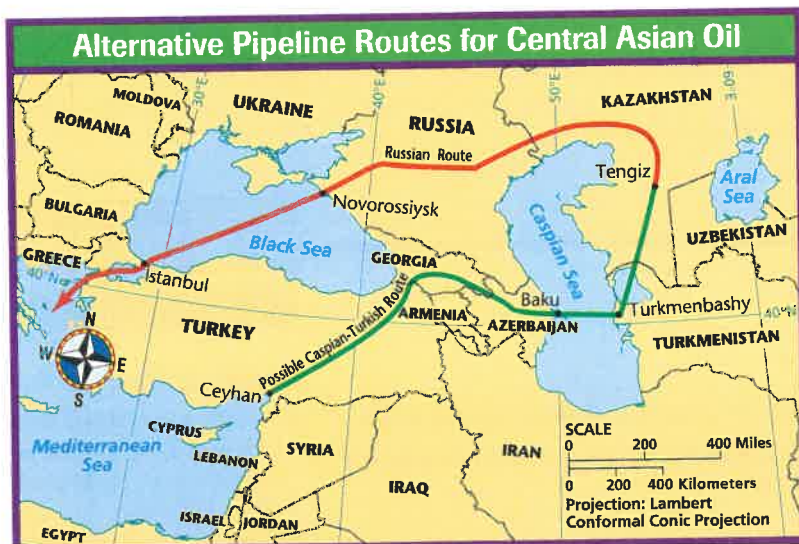 Alternative Pipeline Routes for Central Asian Oil
30°E
40°E
50°E
60°E
MOLDOVA
UKRAINE
ROMANIA
RUSSIA
KAZAKHSTAN
Russian Route
Tengiz
Aral
Sea
BULGARIA
Novorossiysk
Black Sea
Caspian Sea
UZBEKISTAN
GREECE
40°N
Istanbul
GEORGIA
Baku
Turkmenbashy
ARMENIA
AZERBAIJAN
40°N
TURKEY
Possible Caspian-Turkish Route
TURKMENISTAN
N
W
E
S
Ceyhan
CYPRUS
Mediterranean
Sea
LEBANON
SYRIA
IRAN
IRAQ
ISRAEL
JORDAN
EGYPT
SCALE
0 200 400 Miles
0 200 400 Kilometers
Projection: Lambert
Conformal Conic Projection